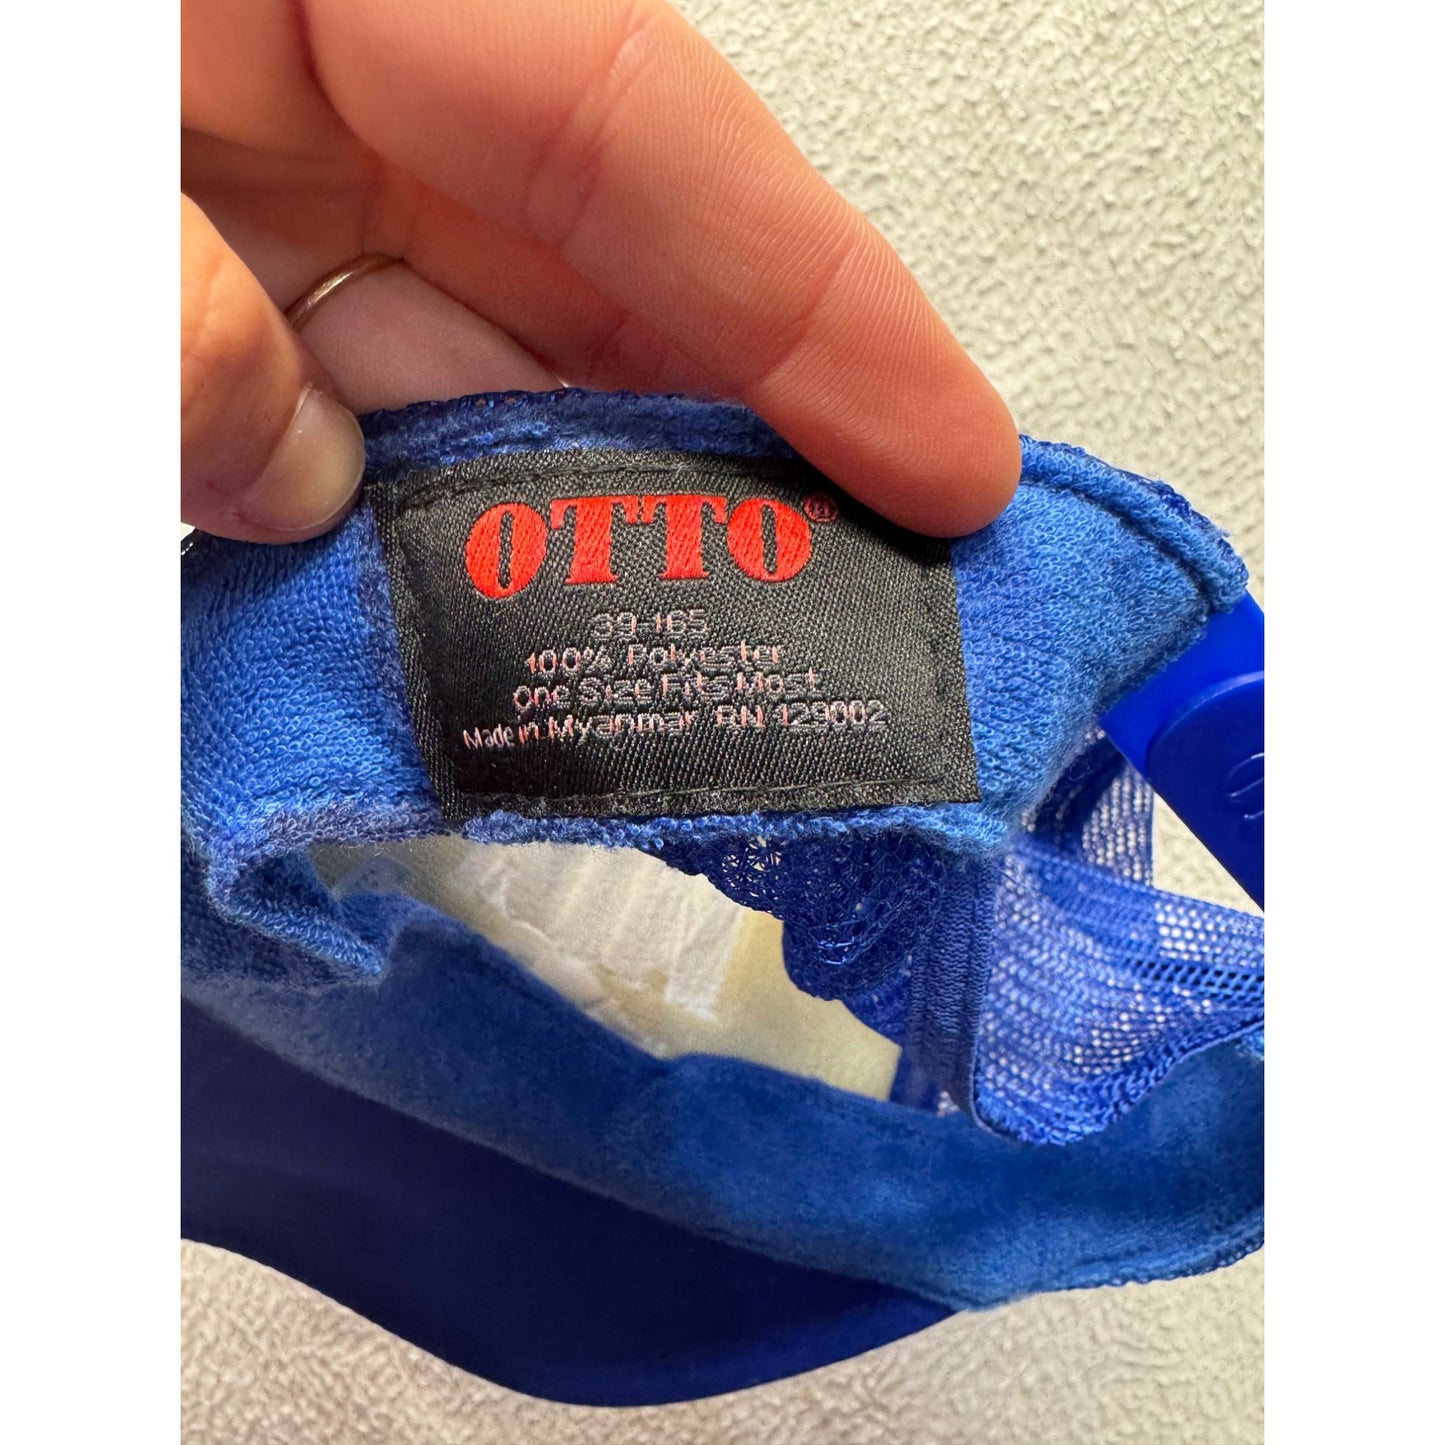 OTTO®
39-165
100% Polyester
One Size Fits Most
Made in Myanmar RN 129002